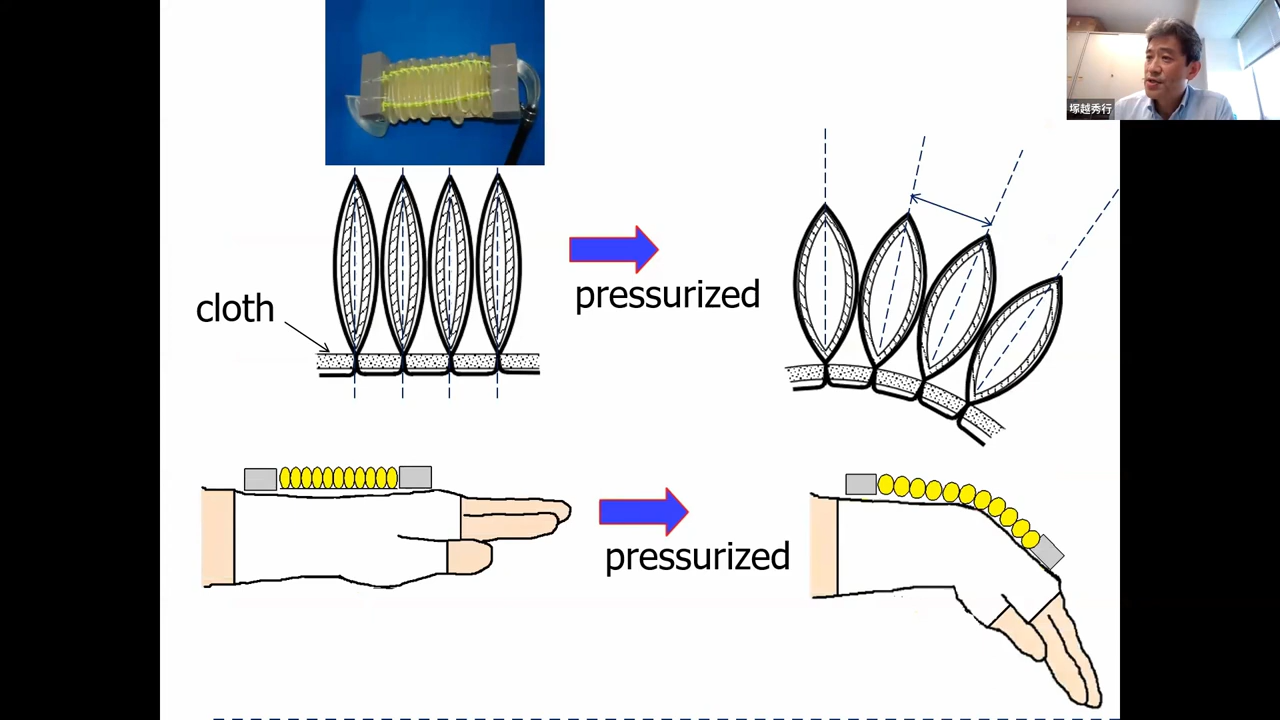 塚越秀行
pressurized
cloth
pressurized